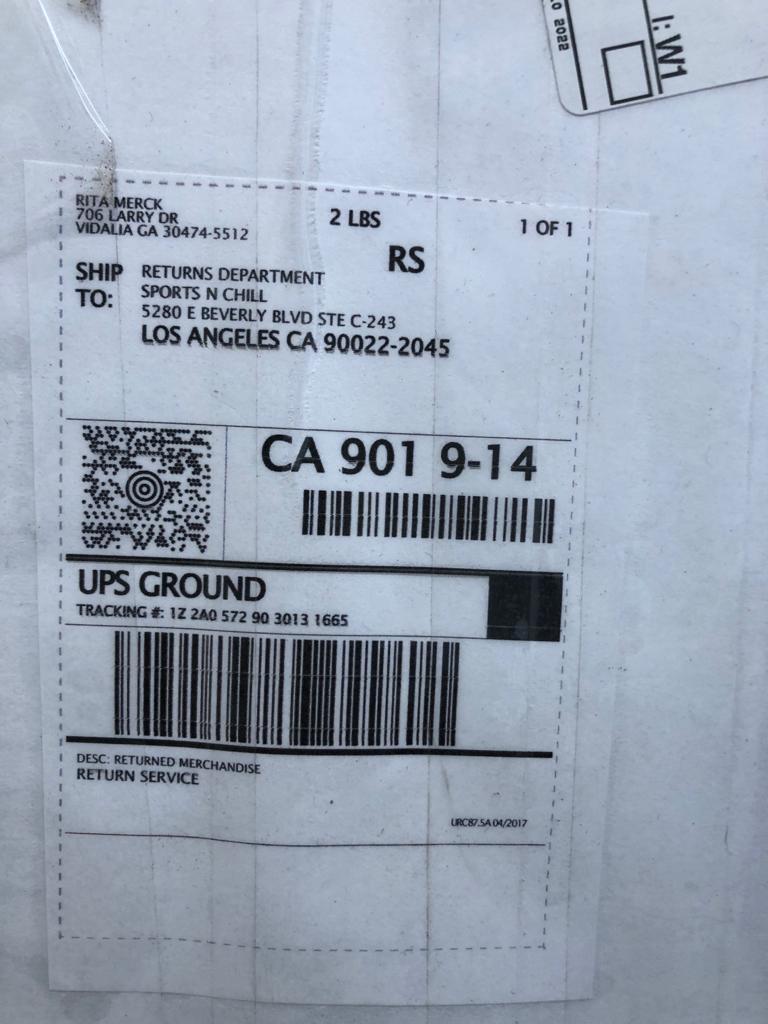 0 2022
I: W1
RITA MERCK
706 LARRY DR
VIDALIA GA 30474-5512
2 LBS
1 OF 1
RS
SHIP TO:
RETURNS DEPARTMENT
SPORTS N CHILL
5280 E BEVERLY BLVD STE C-243
LOS ANGELES CA 90022-2045
CA 901 9-14
UPS GROUND
TRACKING #: 1Z 2A0 572 90 3013 1665
DESC: RETURNED MERCHANDISE
RETURN SERVICE
URC87.5A 04/2017